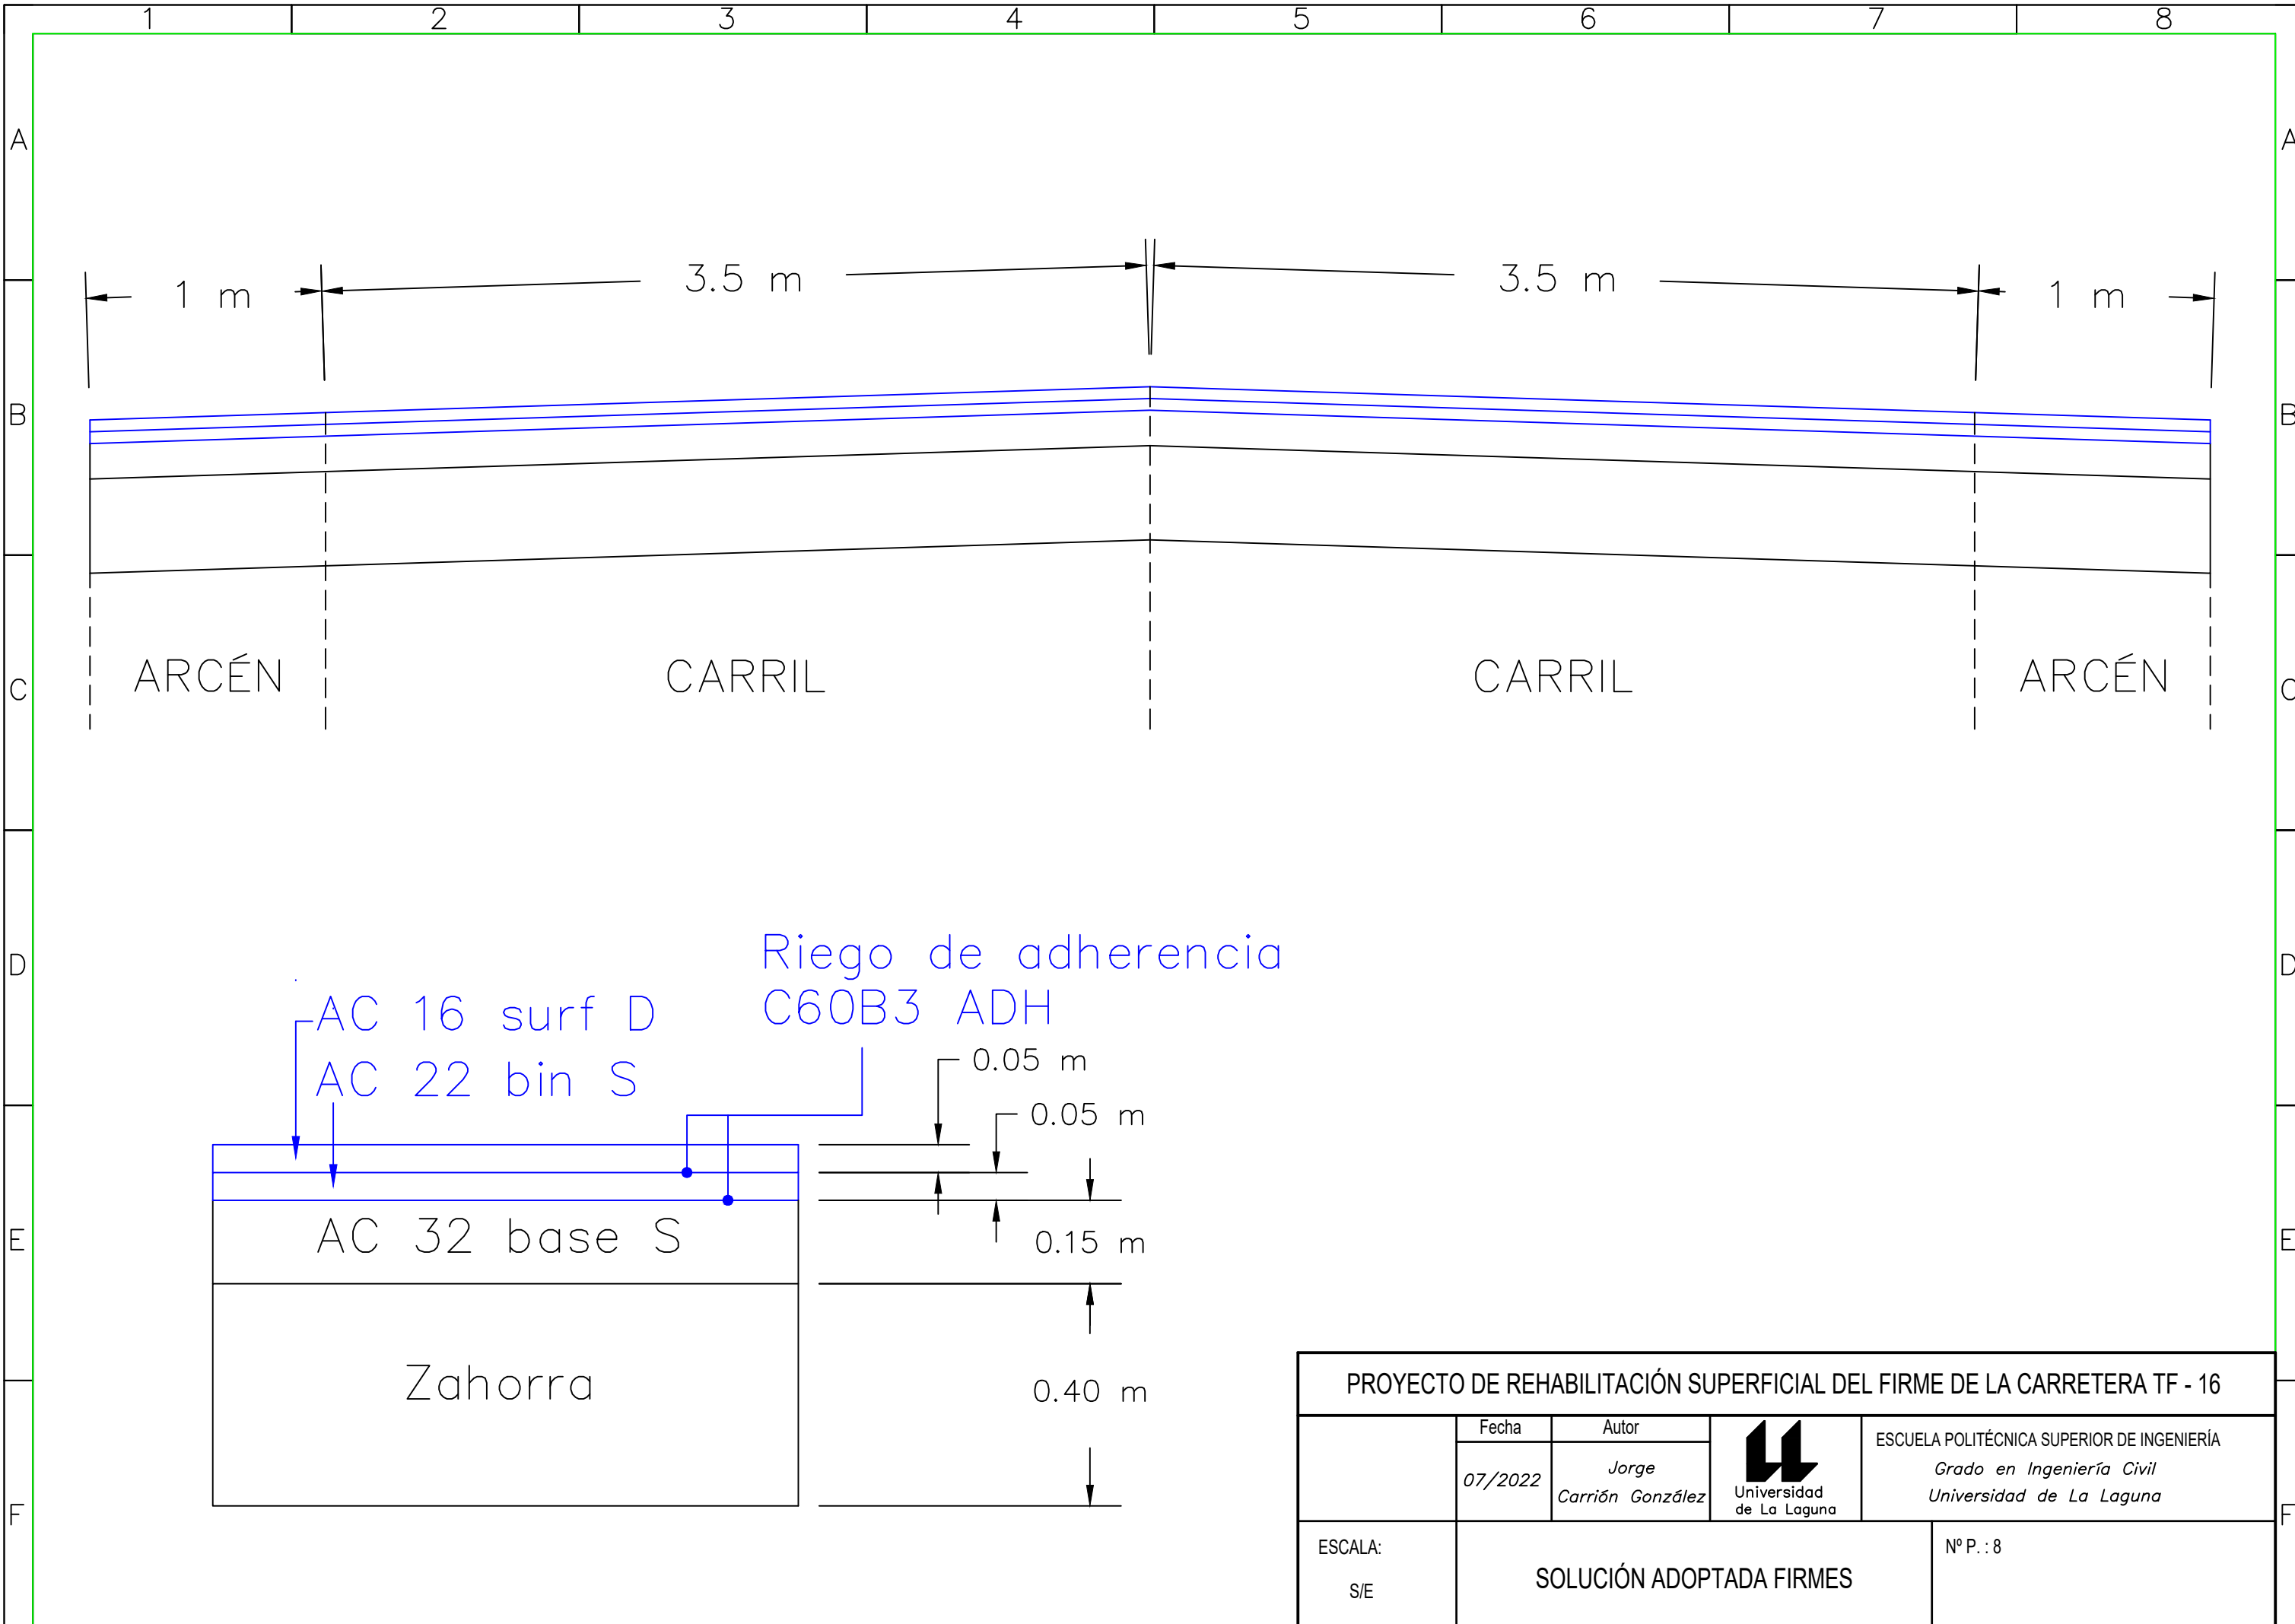 1 2 3 4 5 6 7 8
A A
1 m 3.5 m 3.5 m 1 m
B B
ARCÉN CARRIL CARRIL ARCÉN
C C
D D
Riego de adherencia
C60B3 ADH
AC 16 surf D
AC 22 bin S
0.05 m
0.05 m
E E
AC 32 base S
0.15 m
Zahorra
0.40 m
F F
PROYECTO DE REHABILITACIÓN SUPERFICIAL DEL FIRME DE LA CARRETERA TF - 16
Fecha
07/2022
Autor
Jorge
Carrión González
Universidad
de La Laguna
ESCUELA POLITÉCNICA SUPERIOR DE INGENIERÍA
Grado en Ingeniería Civil
Universidad de La Laguna
ESCALA:
S/E
SOLUCIÓN ADOPTADA FIRMES
Nº P. : 8